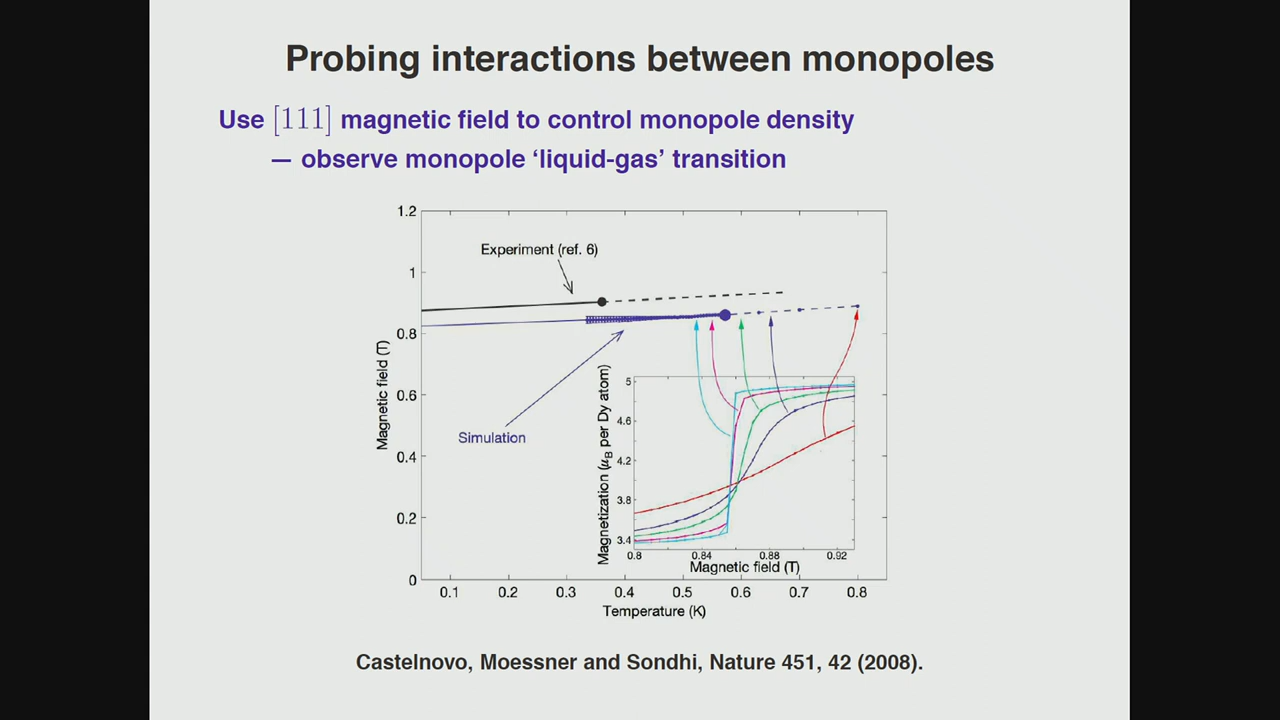 Probing interactions between monopoles
Use [111] magnetic field to control monopole density
— observe monopole ‘liquid-gas’ transition
1.2
1
0.8
0.6
0.4
0.2
0
Magnetic field (T)
Experiment (ref. 6)
Simulation
5
4.6
4.2
3.8
3.4
Magnetization (μB per Dy atom)
0.8 0.84 0.88 0.92
Magnetic field (T)
0.1 0.2 0.3 0.4 0.5 0.6 0.7 0.8
Temperature (K)
Castelnovo, Moessner and Sondhi, Nature 451, 42 (2008).